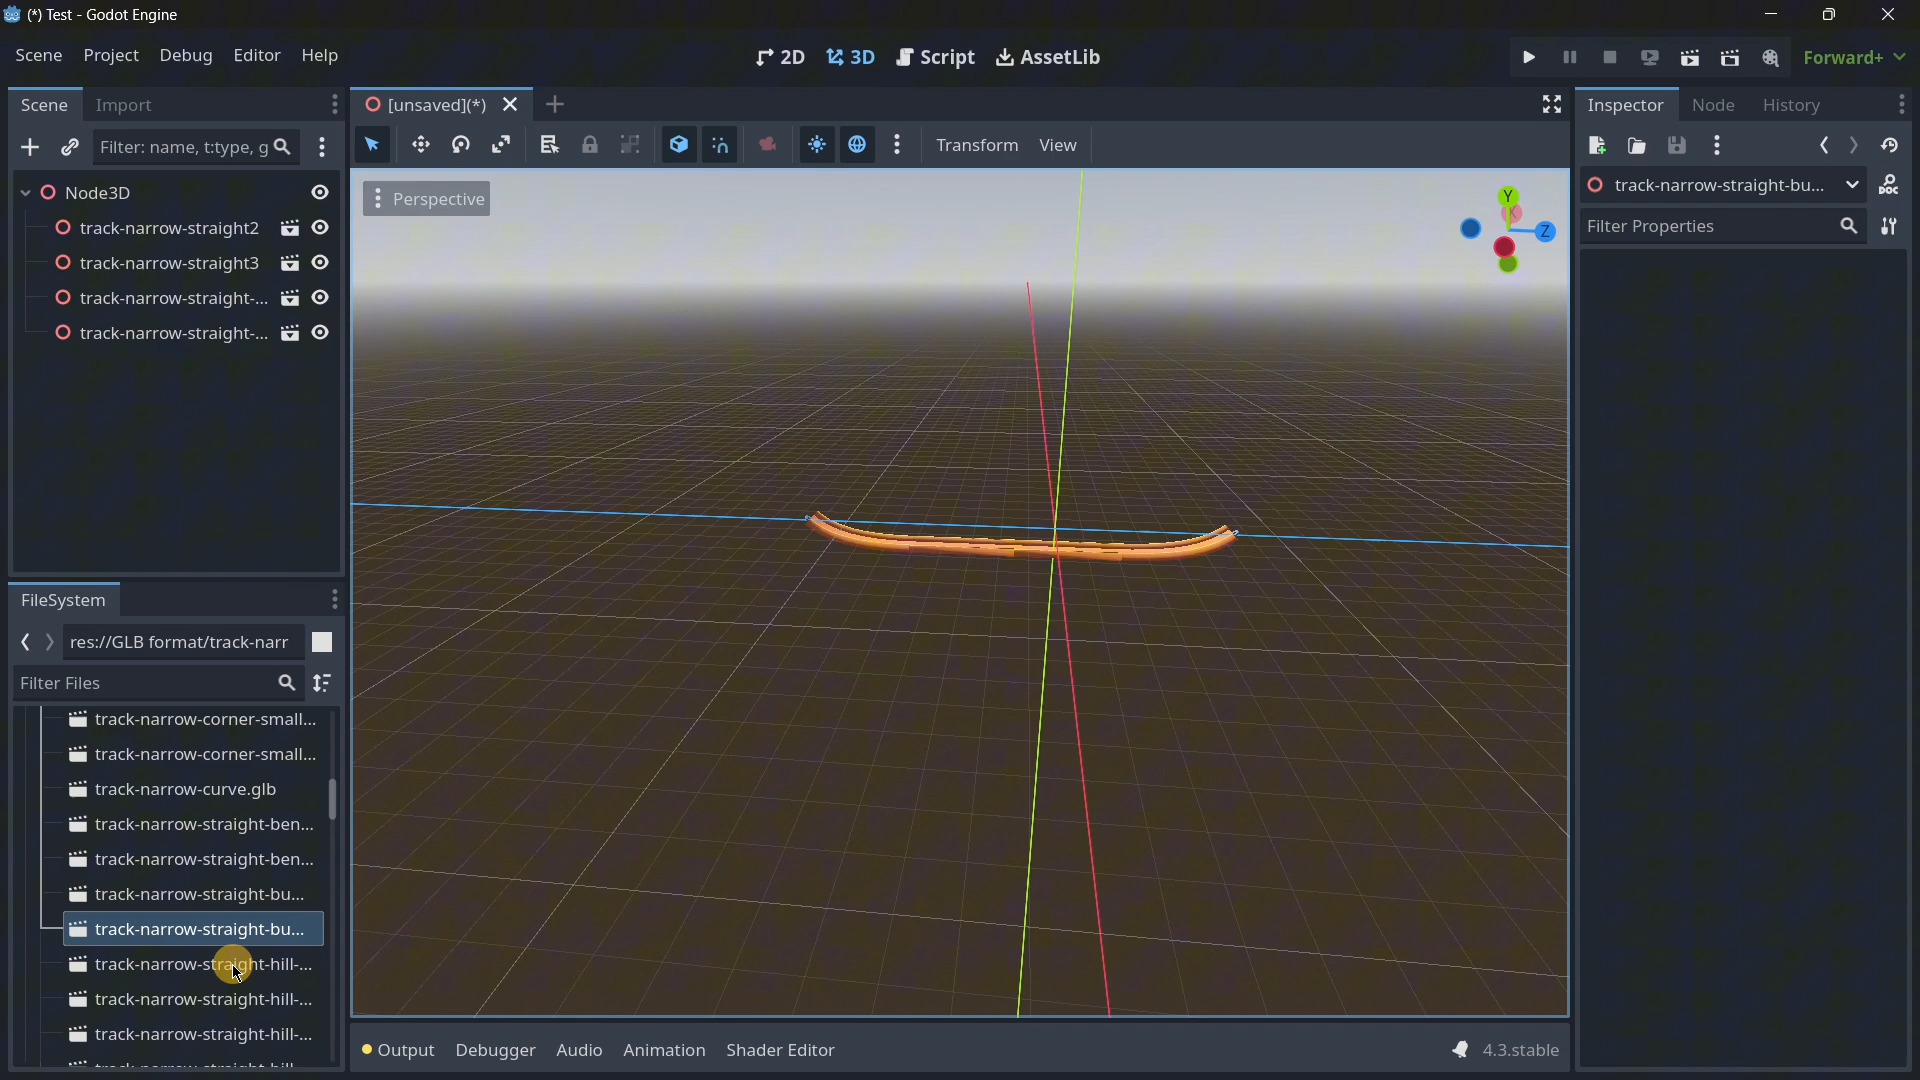 (*) Test - Godot Engine
Scene Project Debug Editor Help
2D 3D Script AssetLib
Forward+
Scene Import
[unsaved](*)
Inspector Node History
Filter: name, t:type, g
Transform View
Node3D
track-narrow-straight2
track-narrow-straight3
track-narrow-straight-...
track-narrow-straight-...
Perspective
Y
X
Z
track-narrow-straight-bu...
DOC
Filter Properties
FileSystem
res://GLB format/track-narr
Filter Files
track-narrow-corner-small...
track-narrow-corner-small...
track-narrow-curve.glb
track-narrow-straight-ben...
track-narrow-straight-ben...
track-narrow-straight-bu...
track-narrow-straight-bu...
track-narrow-straight-hill-...
track-narrow-straight-hill-...
track-narrow-straight-hill-...
Output Debugger Audio Animation Shader Editor
4.3.stable